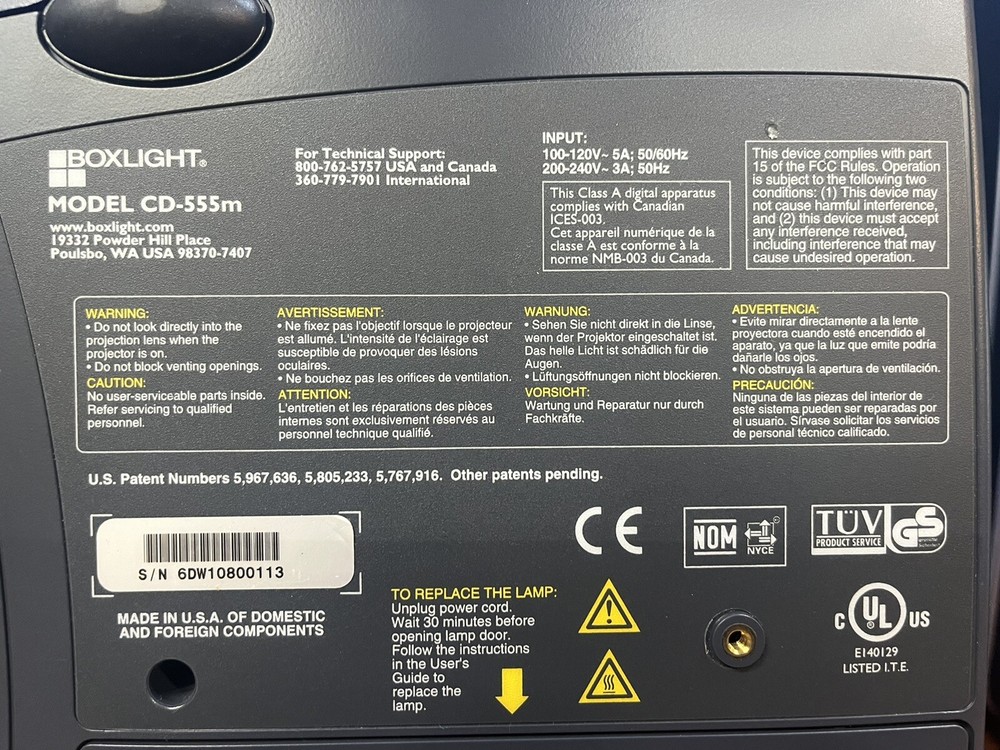 BOXLIGHT®
MODEL CD-555m
www.boxlight.com
19332 Powder Hill Place
Poulsbo, WA USA 98370-7407
For Technical Support:
800-762-5757 USA and Canada
360-779-7901 International
INPUT:
100-120V~ 5A; 50/60Hz
200-240V~ 3A; 50Hz
This Class A digital apparatus
complies with Canadian
ICES-003.
Cet appareil numérique de la
classe A est conforme à la
norme NMB-003 du Canada.
This device complies with part
15 of the FCC Rules. Operation
is subject to the following two
conditions: (1) This device may
not cause harmful interference,
and (2) this device must accept
any interference received,
including interference that may
cause undesired operation.
WARNING:
• Do not look directly into the
projection lens when the
projector is on.
• Do not block venting openings.
CAUTION:
No user-serviceable parts inside.
Refer servicing to qualified
personnel.
AVERTISSEMENT:
• Ne fixez pas l'objectif lorsque le projecteur
est allumé. L'intensité de l'éclairage est
susceptible de provoquer des lésions
oculaires.
• Ne bouchez pas les orifices de ventilation.
ATTENTION:
L'entretien et les réparations des pièces
internes sont exclusivement réservés au
personnel technique qualifié.
WARNUNG:
• Sehen Sie nicht direkt in die Linse,
wenn der Projektor eingeschaltet ist.
Das helle Licht ist schädlich für die
Augen.
• Lüftungsöffnungen nicht blockieren.
VORSICHT:
Wartung und Reparatur nur durch
Fachkräfte.
ADVERTENCIA:
• Evite mirar directamente a la lente
proyectora cuando esté encendido el
aparato, ya que la luz que emite podría
dañarle los ojos.
• No obstruya la apertura de ventilación.
PRECAUCIÓN:
Ninguna de las piezas del interior de
este sistema pueden ser reparadas por
el usuario. Sírvase solicitar los servicios
de personal técnico calificado.
U.S. Patent Numbers 5,967,636, 5,805,233, 5,767,916. Other patents pending.
S/N 6DW10800113
MADE IN U.S.A. OF DOMESTIC
AND FOREIGN COMPONENTS
TO REPLACE THE LAMP:
Unplug power cord.
Wait 30 minutes before
opening lamp door.
Follow the instructions
in the User's
Guide to
replace the
lamp.
CE
NOM
NYCE
TÜV
PRODUCT SERVICE
GS
C UL® US
E140129
LISTED I.T.E.